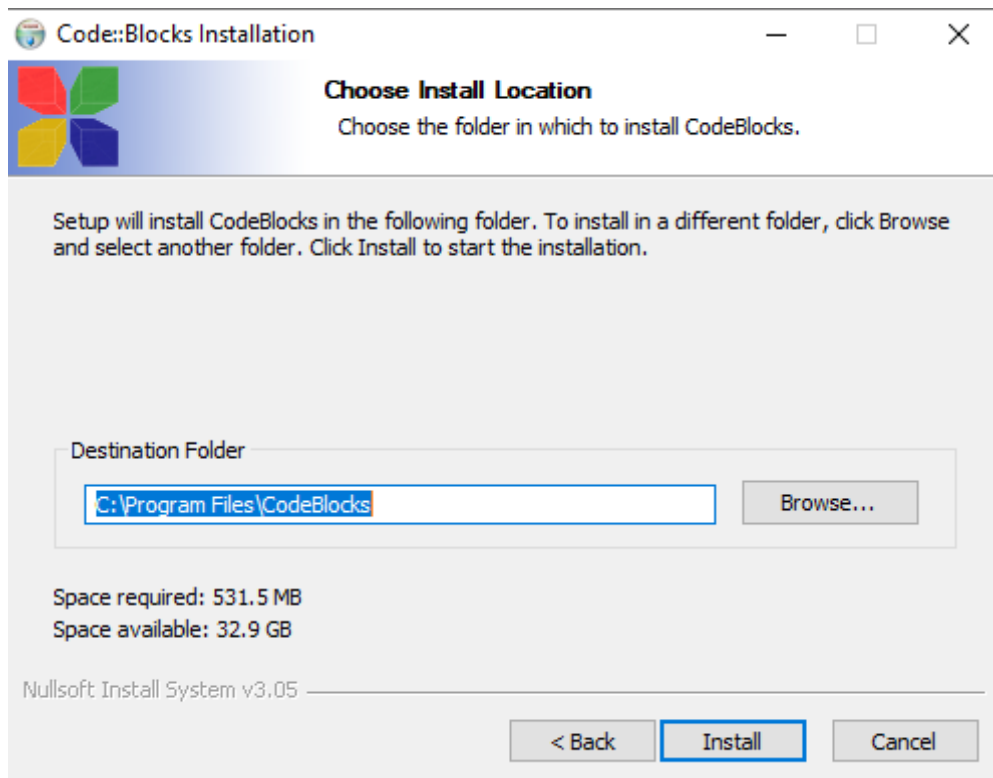 Code::Blocks Installation
Choose Install Location
Choose the folder in which to install CodeBlocks.
Setup will install CodeBlocks in the following folder. To install in a different folder, click Browse
and select another folder. Click Install to start the installation.
Destination Folder
C:\Program Files\CodeBlocks
Browse...
Space required: 531.5 MB
Space available: 32.9 GB
Nullsoft Install System v3.05
< Back
Install
Cancel